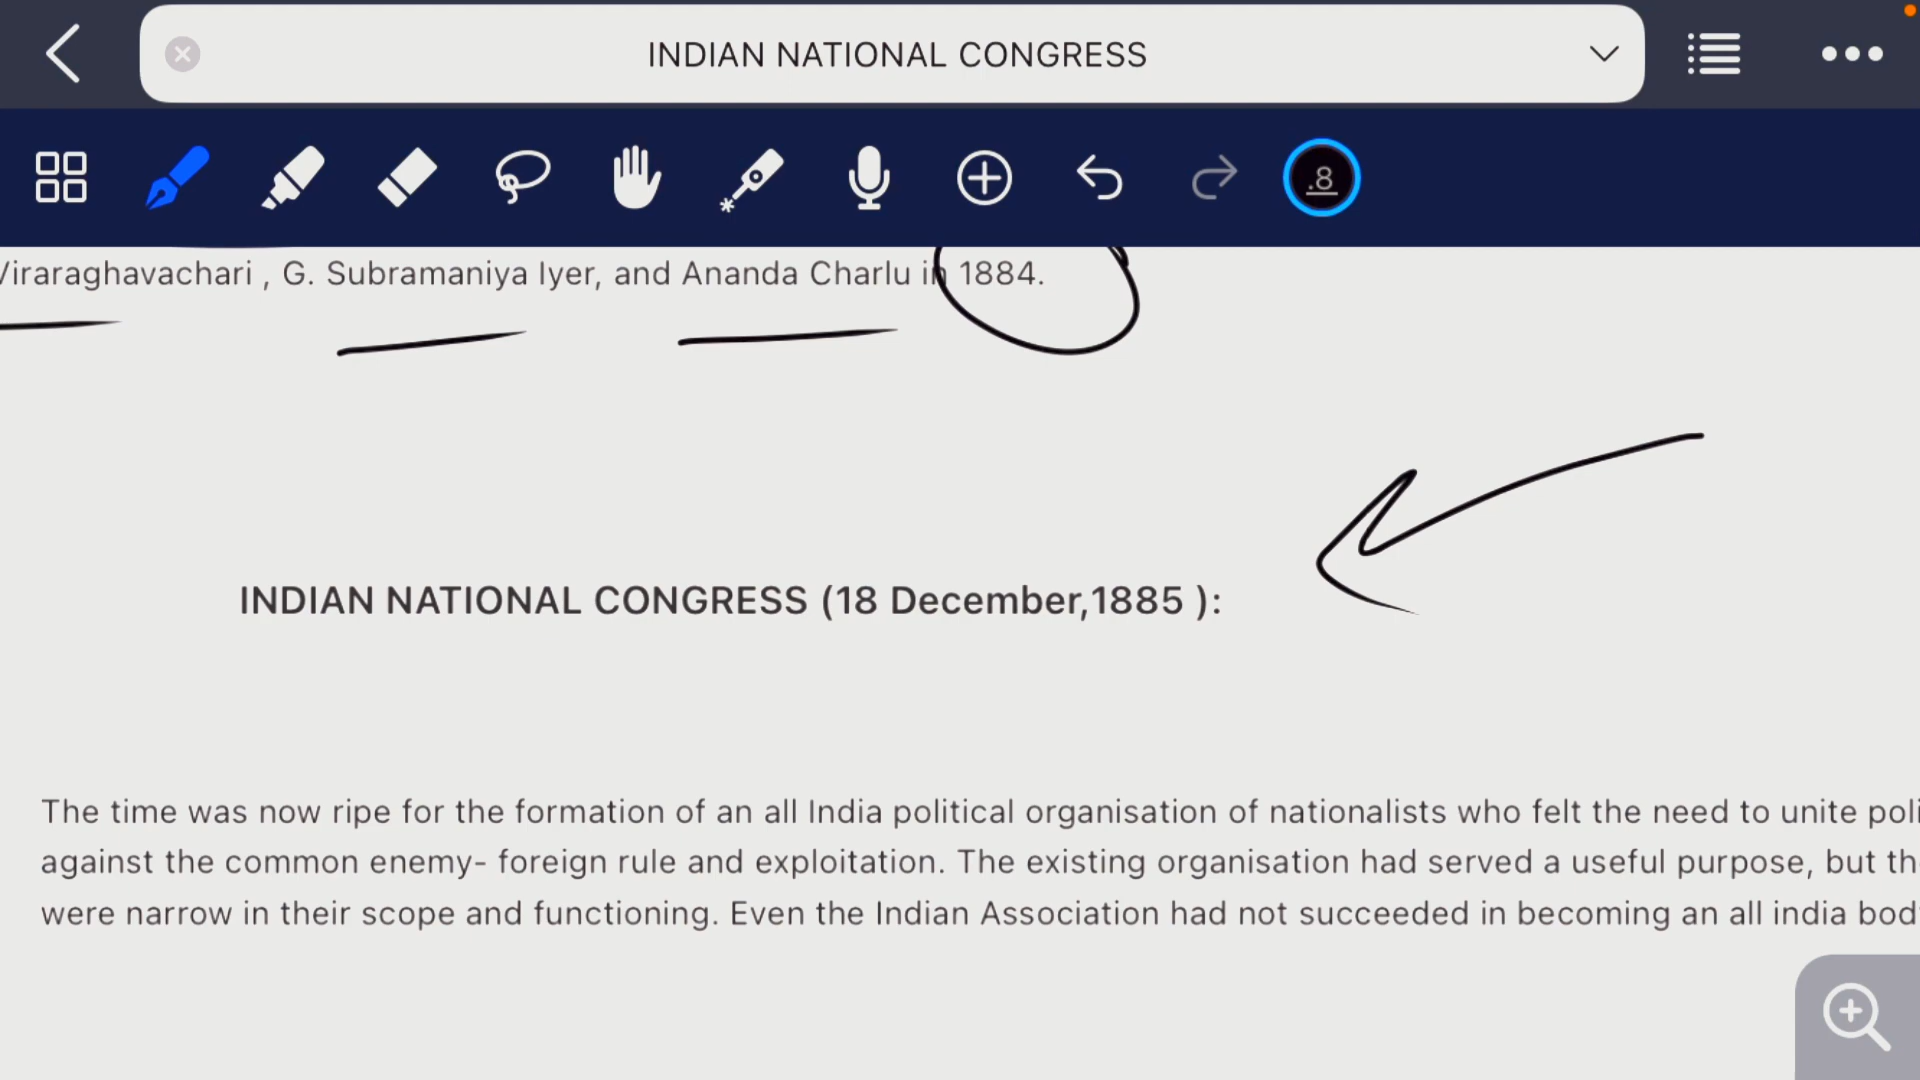 INDIAN NATIONAL CONGRESS
.8
Viraraghavachari , G. Subramaniya Iyer, and Ananda Charlu in 1884.
INDIAN NATIONAL CONGRESS (18 December,1885 ):
The time was now ripe for the formation of an all India political organisation of nationalists who felt the need to unite poli
against the common enemy- foreign rule and exploitation. The existing organisation had served a useful purpose, but th
were narrow in their scope and functioning. Even the Indian Association had not succeeded in becoming an all india bod